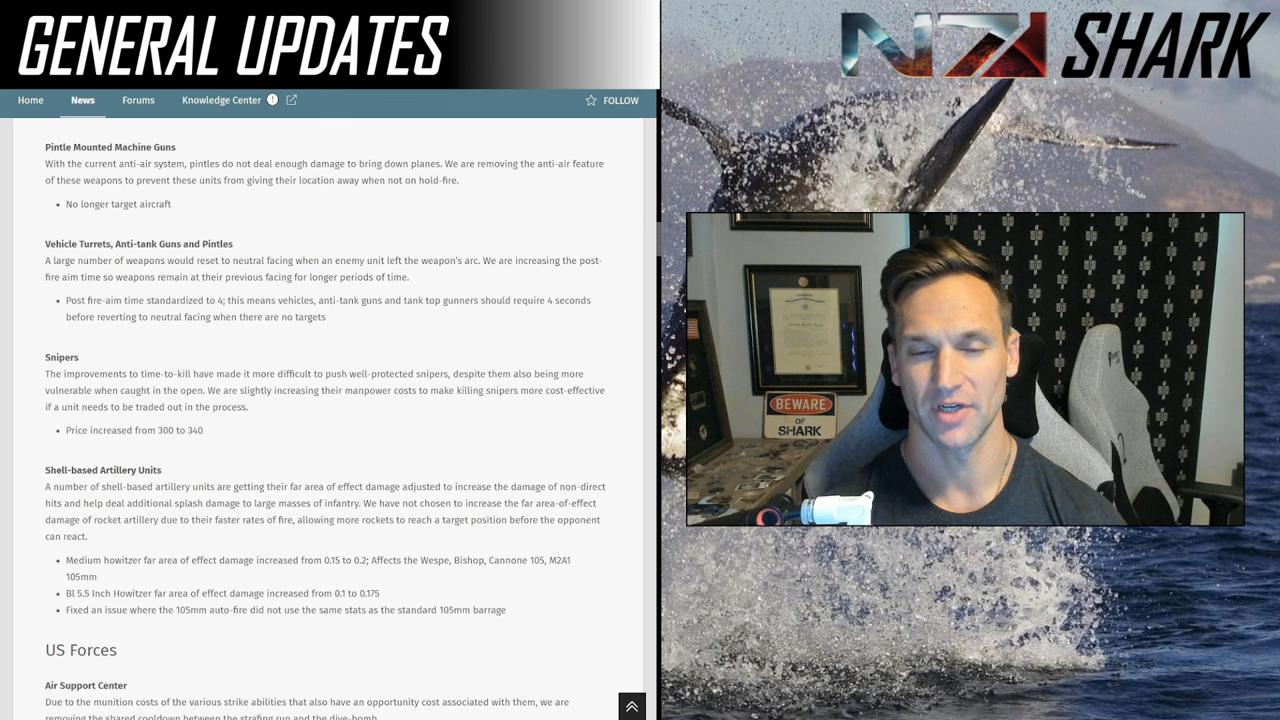 GENERAL UPDATES
N7 SHARK
Home News Forums Knowledge Center FOLLOW
Pintle Mounted Machine Guns
With the current anti-air system, pintles do not deal enough damage to bring down planes. We are removing the anti-air feature
of these weapons to prevent these units from giving their location away when not on hold-fire.
• No longer target aircraft
Vehicle Turrets, Anti-tank Guns and Pintles
A large number of weapons would reset to neutral facing when an enemy unit left the weapon's arc. We are increasing the post-
fire aim time so weapons remain at their previous facing for longer periods of time.
• Post fire-aim time standardized to 4; this means vehicles, anti-tank guns and tank top gunners should require 4 seconds
before reverting to neutral facing when there are no targets
Snipers
The improvements to time-to-kill have made it more difficult to push well-protected snipers, despite them also being more
vulnerable when caught in the open. We are slightly increasing their manpower costs to make killing snipers more cost-effective
if a unit needs to be traded out in the process.
• Price increased from 300 to 340
Shell-based Artillery Units
A number of shell-based artillery units are getting their far area of effect damage adjusted to increase the damage of non-direct
hits and help deal additional splash damage to large masses of infantry. We have not chosen to increase the far area-of-effect
damage of rocket artillery due to their faster rates of fire, allowing more rockets to reach a target position before the opponent
can react.
• Medium howitzer far area of effect damage increased from 0.15 to 0.2; Affects the Wespe, Bishop, Cannone 105, M2A1
105mm
• Bl 5.5 Inch Howitzer far area of effect damage increased from 0.1 to 0.175
• Fixed an issue where the 105mm auto-fire did not use the same stats as the standard 105mm barrage
US Forces
Air Support Center
Due to the munition costs of the various strike abilities that also have an opportunity cost associated with them, we are
removing the shared cooldown between the strafing run and the dive-bomb
BEWARE
of
SHARK